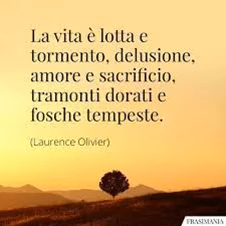 La vita è lotta e
tormento, delusione,
amore e sacrificio,
tramonti dorati e
fosche tempeste.
(Laurence Olivier)
FRASIMANIA